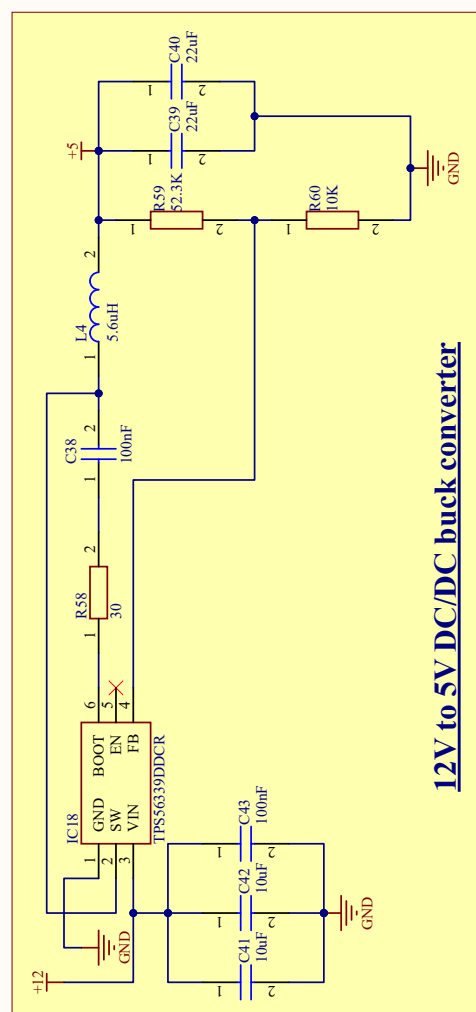 +12
GND
IC18
1
GND
BOOT
6
2
SW
EN
5
3
VIN
FB
4
TPS56339DDCR
1
R58
2
30
1
C38
2
100nF
1
L4
2
5.6uH
+5
1
C40
2
22uF
1
C39
2
22uF
1
R59
2
52.3K
1
R60
2
10K
GND
1
C41
2
10uF
1
C42
2
10uF
1
C43
2
100nF
GND
12V to 5V DC/DC buck converter